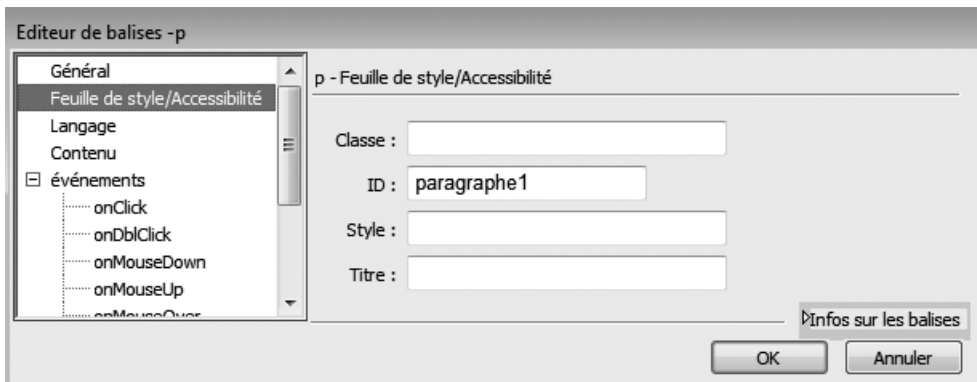 Editeur de balises -p
Général
Feuille de style/Accessibilité
Langage
Contenu
événements
onClick
onDblClick
onMouseDown
onMouseUp
onMouseOver
p - Feuille de style/Accessibilité
Classe :
ID : paragraphe1
Style :
Titre :
Infos sur les balises
OK Annuler